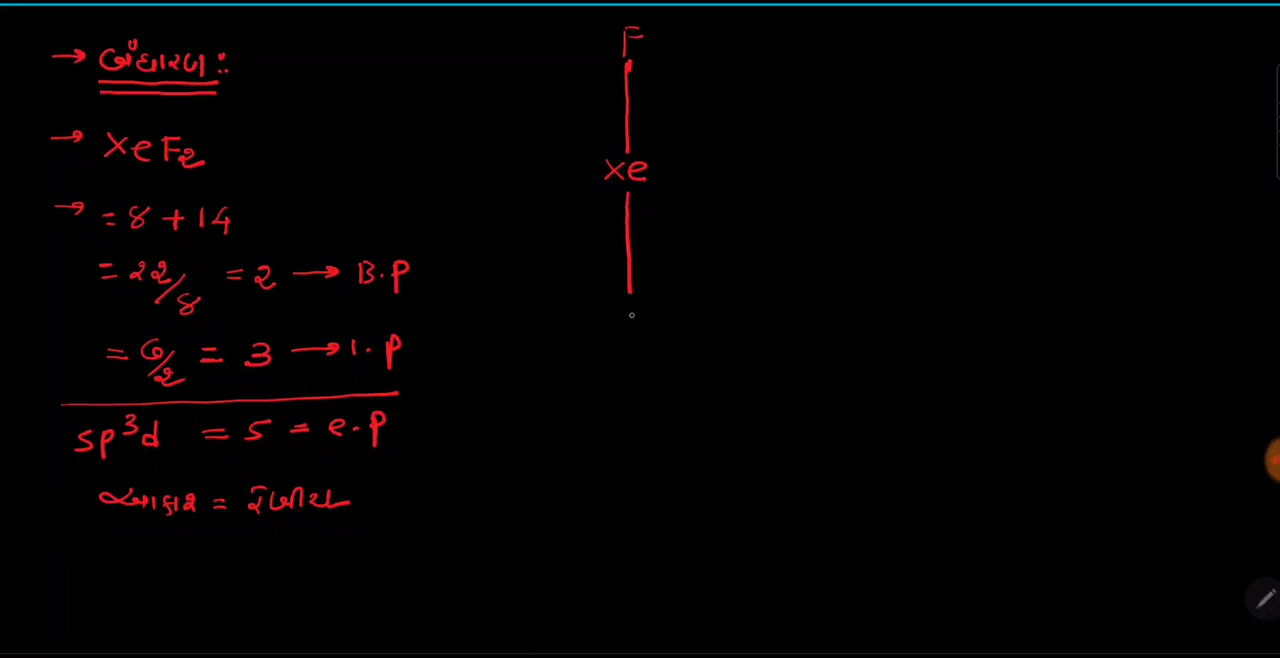 → બંધારણ :
→ XeF2
→ = 8 + 14
= 22/8 = 2 → B.P
= 6/2 = 3 → l.P
sp³d = 5 = e.P
આકાર = રેખીય
F
Xe